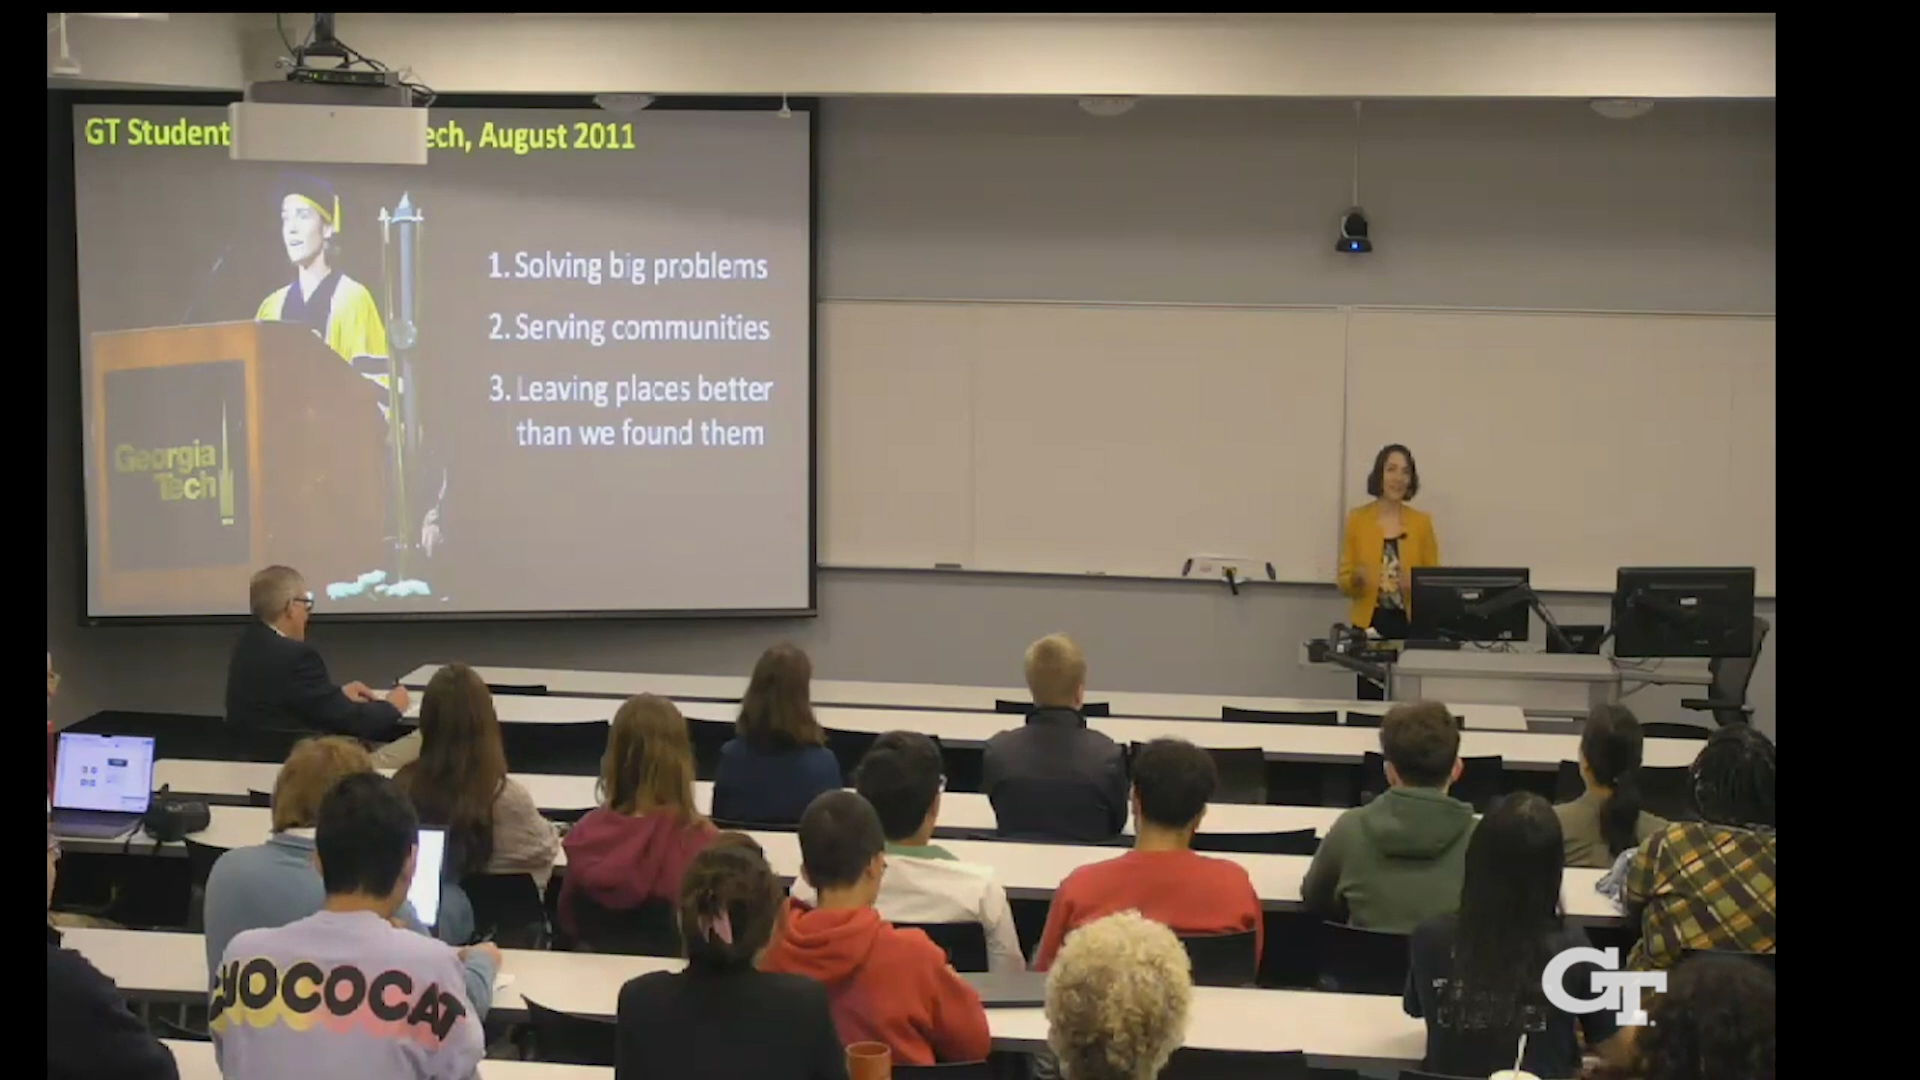 GT Student ech, August 2011
1. Solving big problems
2. Serving communities
3. Leaving places better
than we found them
Georgia
Tech
CHOCOCAT
GT